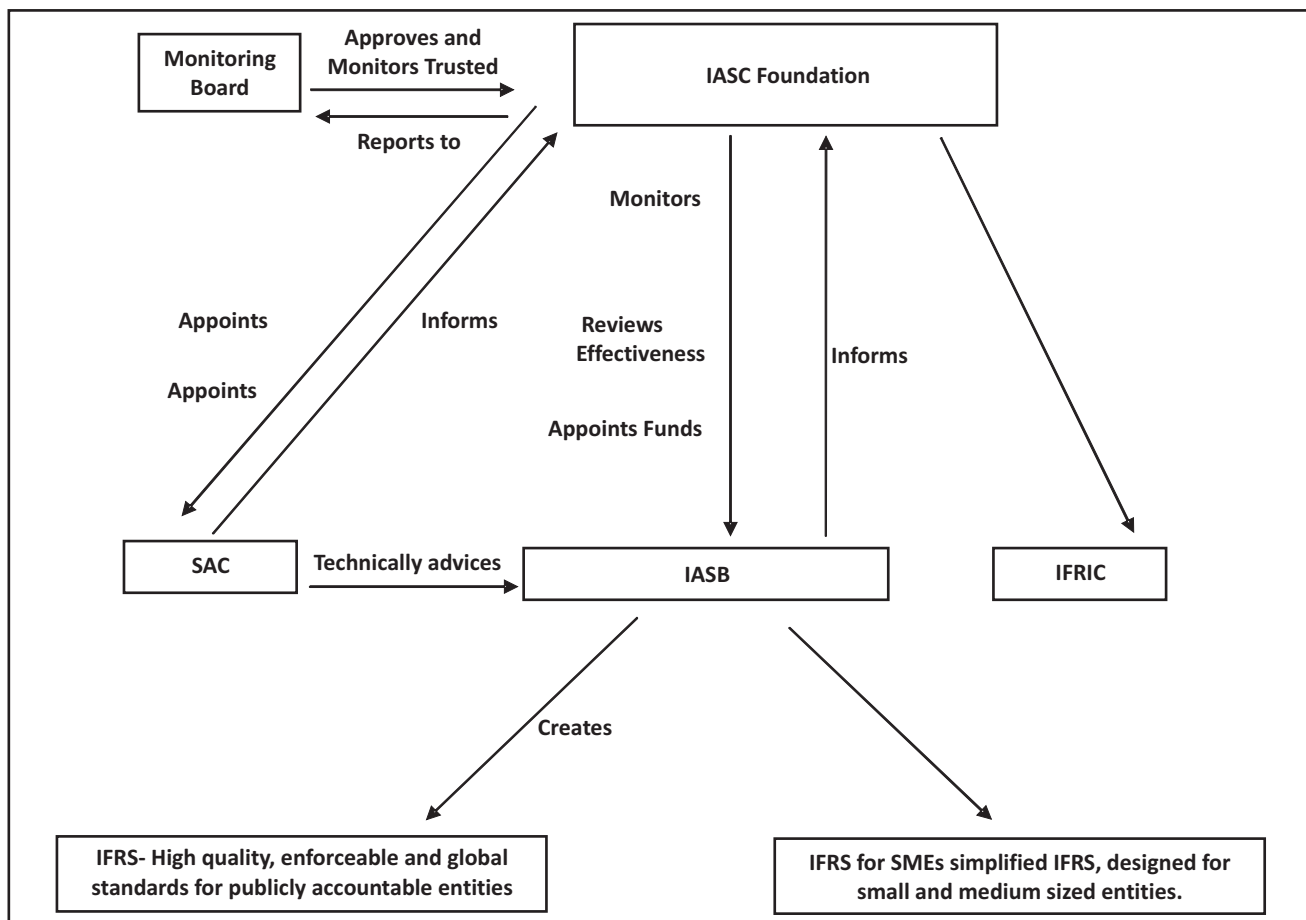 Approves and
Monitors Trusted
Monitoring
Board
IASC Foundation
Reports to
Monitors
Appoints
Informs
Reviews
Effectiveness
Informs
Appoints
Appoints Funds
SAC
Technically advices
IASB
IFRIC
Creates
IFRS- High quality, enforceable and global
standards for publicly accountable entities
IFRS for SMEs simplified IFRS, designed for
small and medium sized entities.